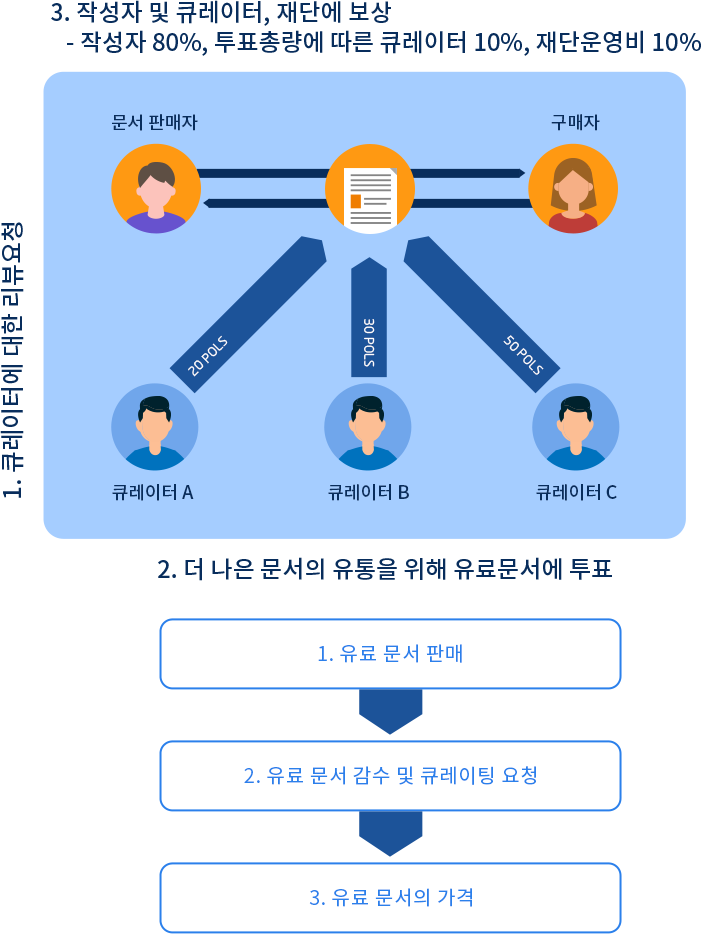 3. 작성자 및 큐레이터, 재단에 보상
- 작성자 80%, 투표총량에 따른 큐레이터 10%, 재단운영비 10%
문서 판매자
구매자
1. 큐레이터에 대한 리뷰요청
20 POLS
30 POLS
50 POLS
큐레이터 A
큐레이터 B
큐레이터 C
2. 더 나은 문서의 유통을 위해 유료문서에 투표
1. 유료 문서 판매
2. 유료 문서 감수 및 큐레이팅 요청
3. 유료 문서의 가격